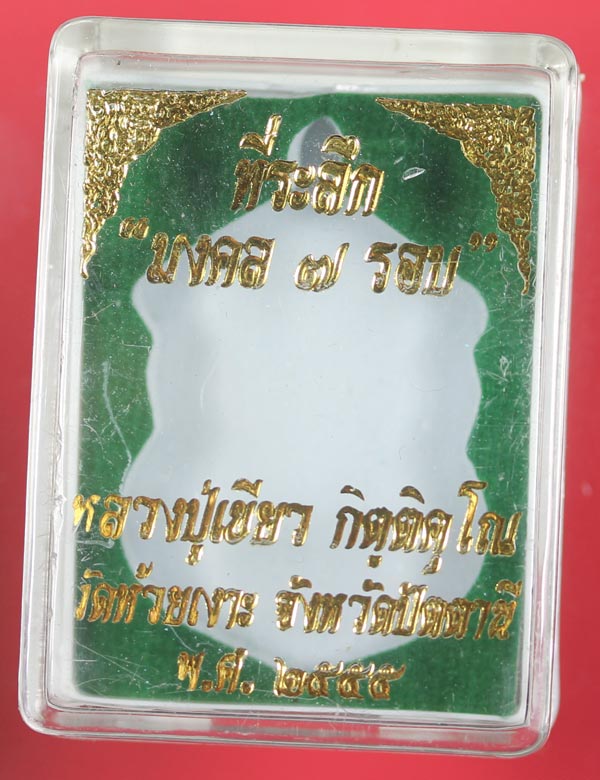 ที่ระลึก
"มงคล ๗ รอบ"
หลวงปู่เขียว กิตฺติคุโณ
วัดห้วยเงาะ จังหวัดปัตตานี
พ.ศ. ๒๕๕๕